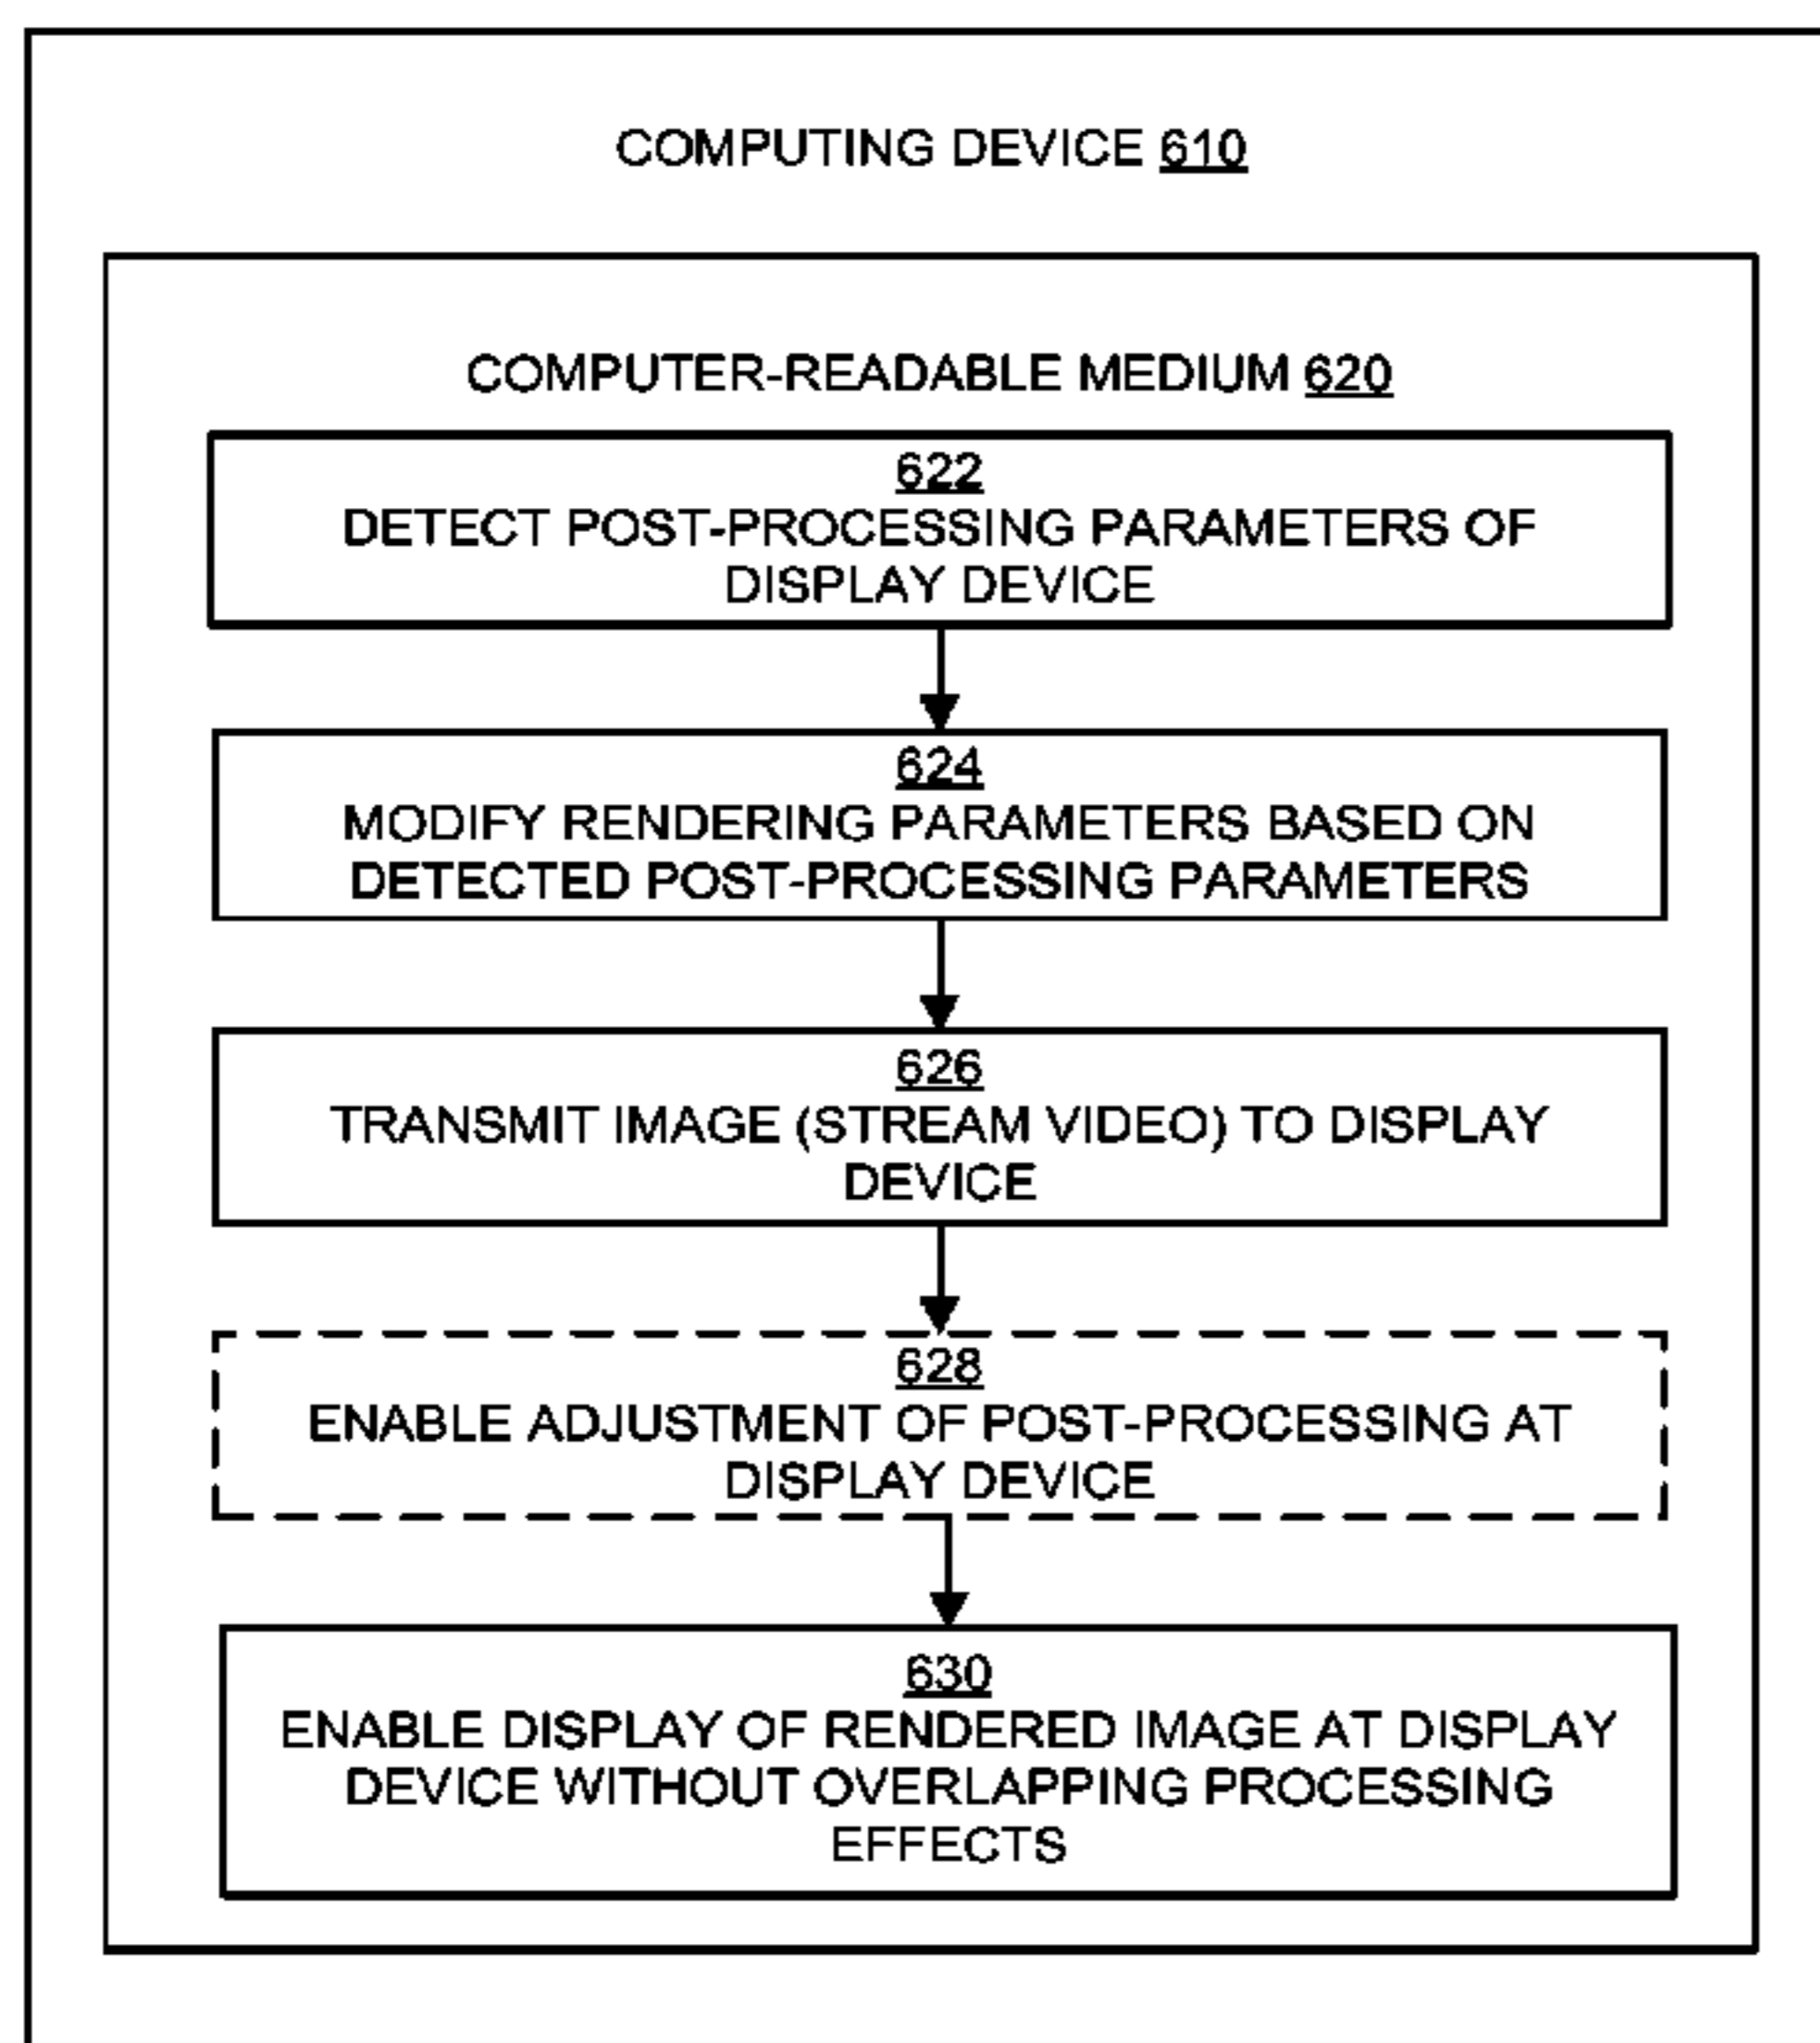 COMPUTING DEVICE 610
COMPUTER-READABLE MEDIUM 620
622
DETECT POST-PROCESSING PARAMETERS OF
DISPLAY DEVICE
624
MODIFY RENDERING PARAMETERS BASED ON
DETECTED POST-PROCESSING PARAMETERS
626
TRANSMIT IMAGE (STREAM VIDEO) TO DISPLAY
DEVICE
628
ENABLE ADJUSTMENT OF POST-PROCESSING AT
DISPLAY DEVICE
630
ENABLE DISPLAY OF RENDERED IMAGE AT DISPLAY
DEVICE WITHOUT OVERLAPPING PROCESSING
EFFECTS